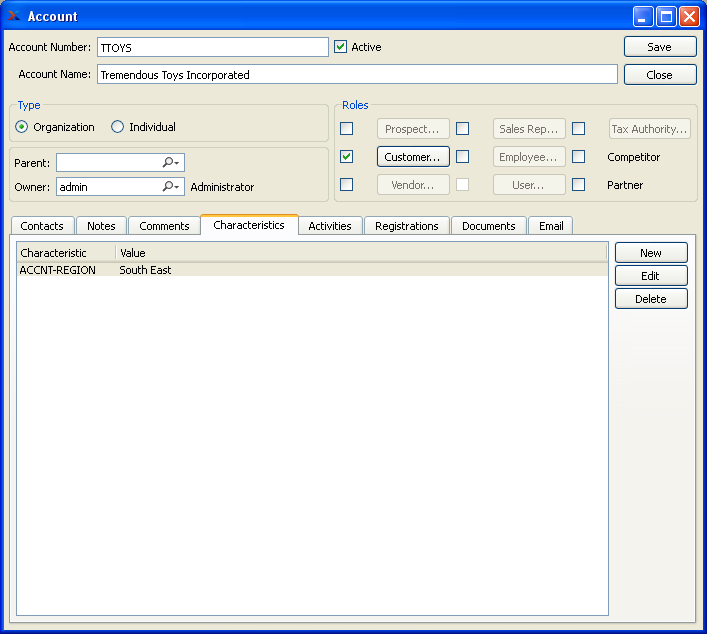 Account
Account Number: TTOYS Active Save
Account Name: Tremendous Toys Incorporated Close
Type Roles
Organization Individual Prospect... Sales Rep... Tax Authority...
Parent: Customer... Employee... Competitor
Owner: admin Administrator Vendor... User... Partner
Contacts Notes Comments Characteristics Activities Registrations Documents Email
Characteristic Value New
ACCNT-REGION South East Edit
Delete